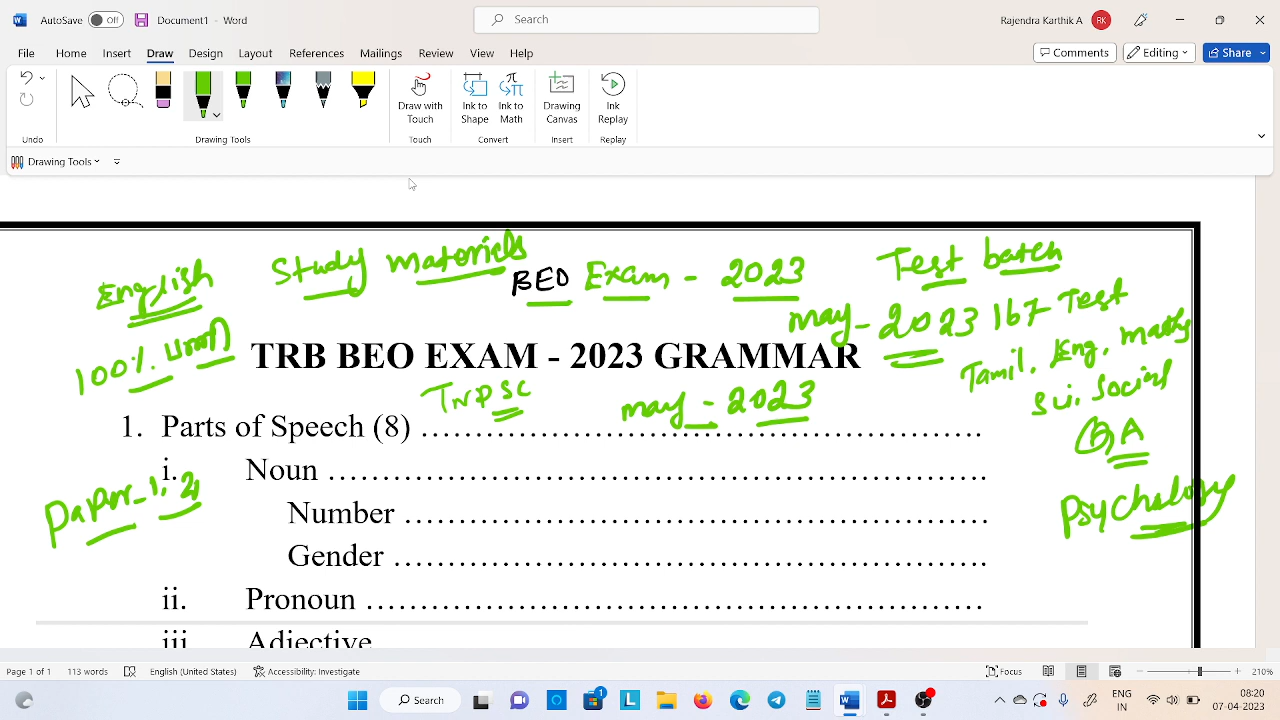 AutoSave Off Document1 - Word Search Rajendra Karthik A RK
File Home Insert Draw Design Layout References Mailings Review View Help Comments Editing Share
Undo Drawing Tools Draw with Touch Touch Ink to Shape Ink to Math Convert Drawing Canvas Insert Ink Replay Replay
Drawing Tools
English Study materials BEO Exam - 2023 Test batch
may - 2023 167 Test
100% TRB BEO EXAM - 2023 GRAMMAR
Tamil, Eng, maths
TNPSC may - 2023
Sci, Social
1. Parts of Speech (8) ……………………………………………………
A
i. Noun ……………………………………………………………
Paper-1, 2
Psychology
Number ……………………………………………………
Gender ……………………………………………………
ii. Pronoun ………………………………………………………
iii Adjective
Page 1 of 1 113 words English (United States) Accessibility: Investigate Focus 210%
Search 1 L W ENG IN 08:20 07-04-2023